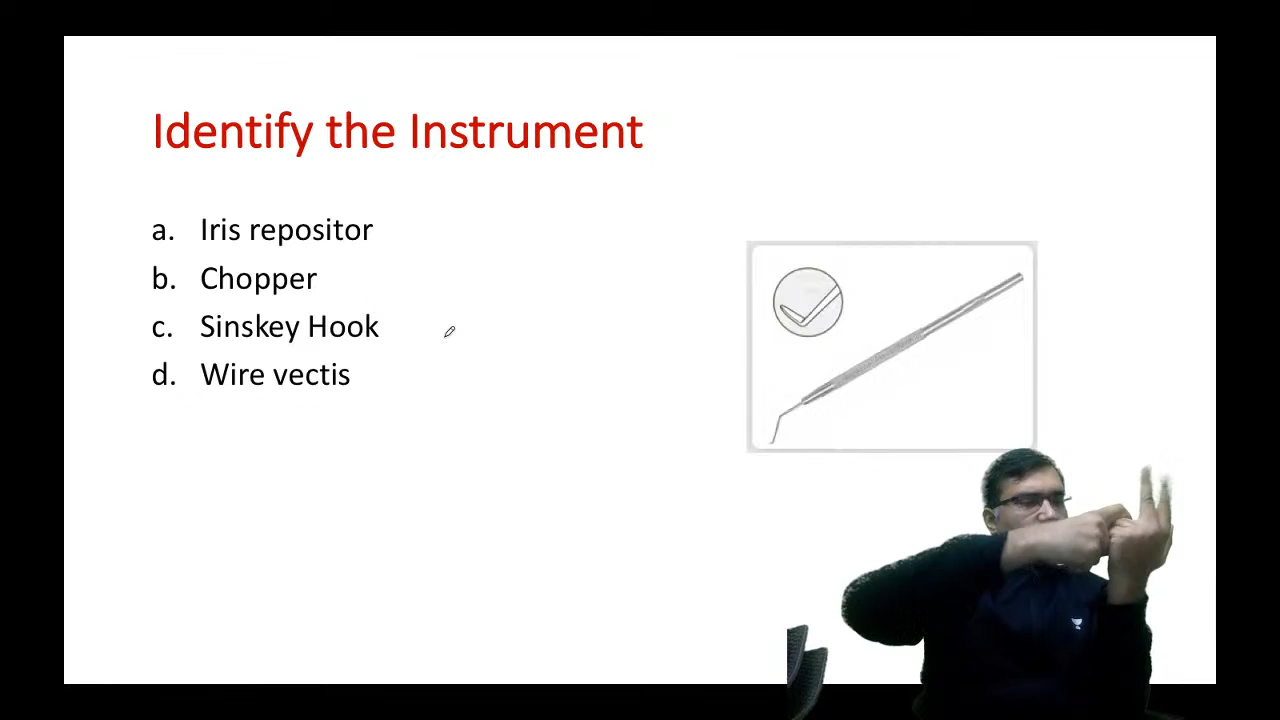 Identify the Instrument
a. Iris repositor
b. Chopper
c. Sinskey Hook
d. Wire vectis